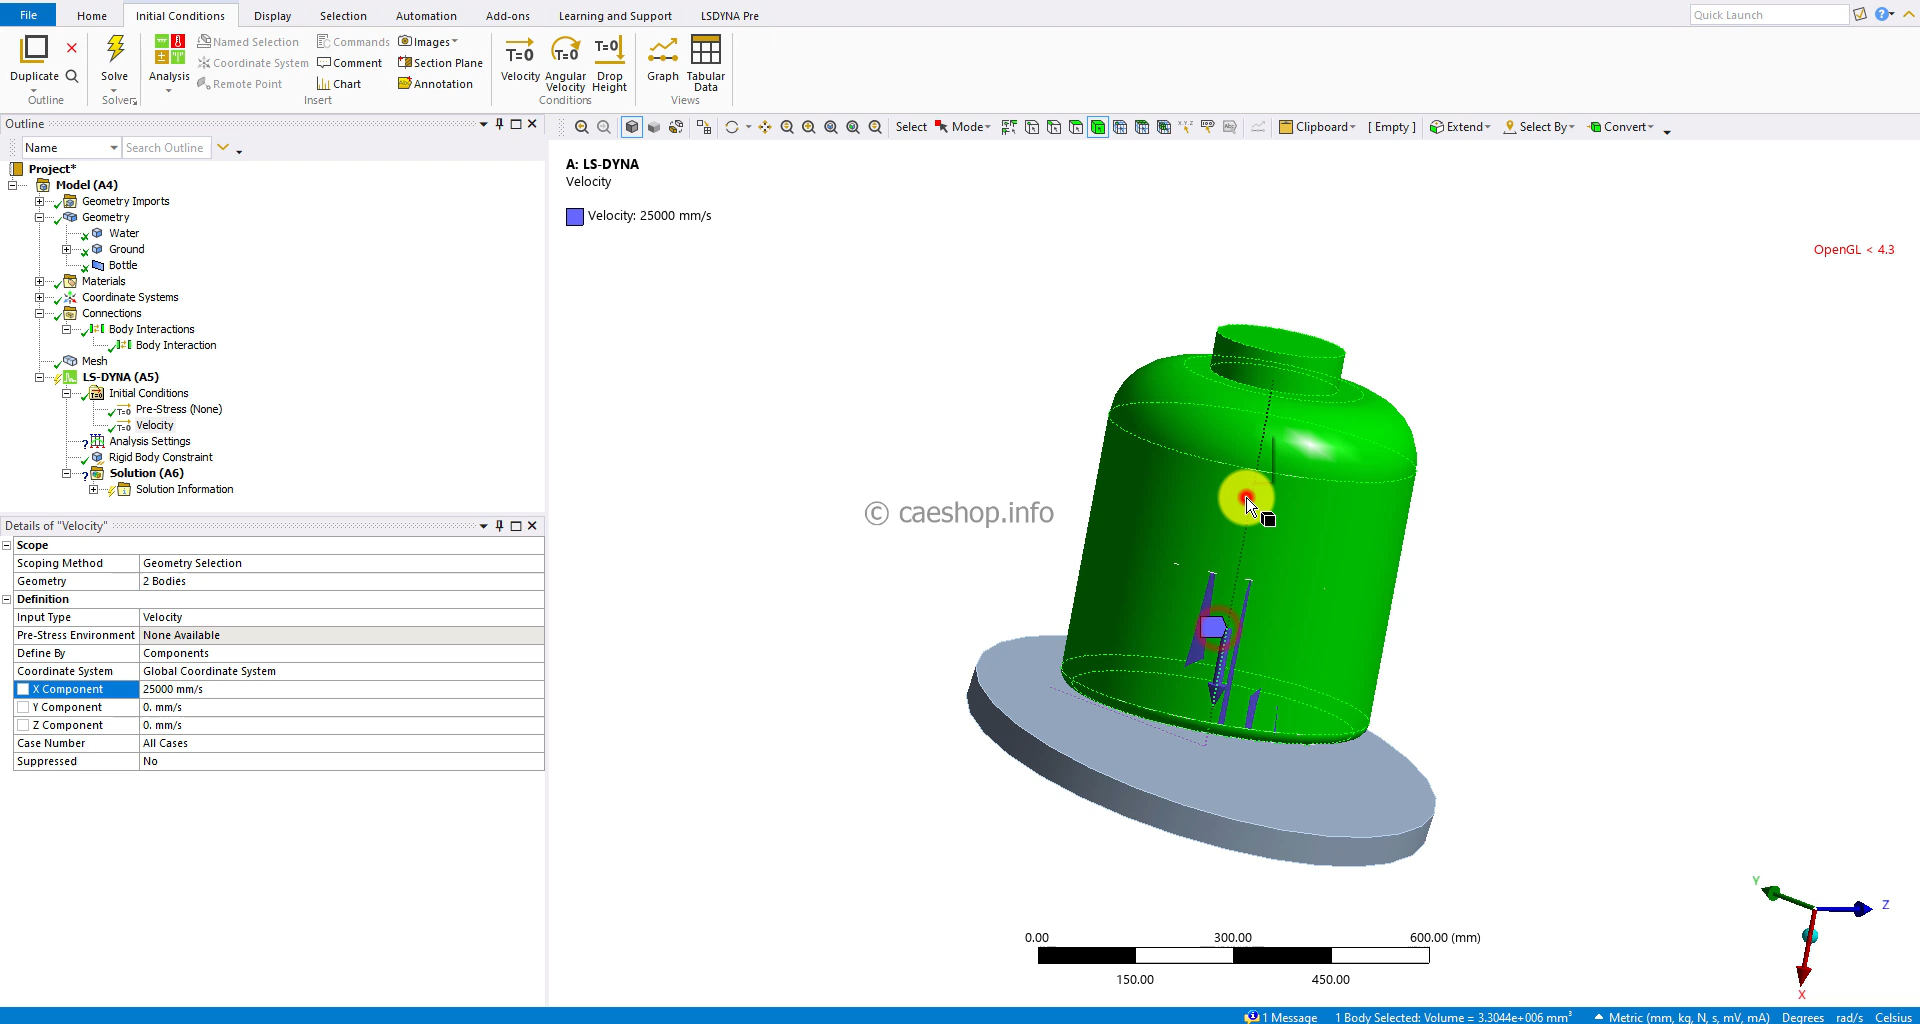 File Home Initial Conditions Display Selection Automation Add-ons Learning and Support LSDYNA Pre Quick Launch
Duplicate Solve Analysis Named Selection Commands Images T=0 T=0 T=0 Graph Tabular Data
Coordinate System Comment Section Plane Velocity Angular Velocity Drop Height
Remote Point Chart Annotation
Outline Solver Insert Conditions Views
Outline
Name Search Outline
Select Mode Clipboard [ Empty ] Extend Select By Convert
Project*
Model (A4)
Geometry Imports
Geometry
Water
Ground
Bottle
Materials
Coordinate Systems
Connections
Body Interactions
Body Interaction
Mesh
LS-DYNA (A5)
Initial Conditions
Pre-Stress (None)
Velocity
Analysis Settings
Rigid Body Constraint
Solution (A6)
Solution Information
Details of "Velocity"
Scope
Scoping Method Geometry Selection
Geometry 2 Bodies
Definition
Input Type Velocity
Pre-Stress Environment None Available
Define By Components
Coordinate System Global Coordinate System
X Component 25000 mm/s
Y Component 0. mm/s
Z Component 0. mm/s
Case Number All Cases
Suppressed No
A: LS-DYNA
Velocity
Velocity: 25000 mm/s
OpenGL < 4.3
© caeshop.info
0.00 300.00 600.00 (mm)
150.00 450.00
Y
Z
X
1 Message 1 Body Selected: Volume = 3.3044e+006 mm³ Metric (mm, kg, N, s, mV, mA) Degrees rad/s Celsius